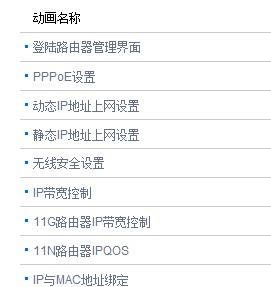 动画名称
登陆路由器管理界面
PPPoE设置
动态IP地址上网设置
静态IP地址上网设置
无线安全设置
IP带宽控制
11G路由器IP带宽控制
11N路由器IPQOS
IP与MAC地址绑定